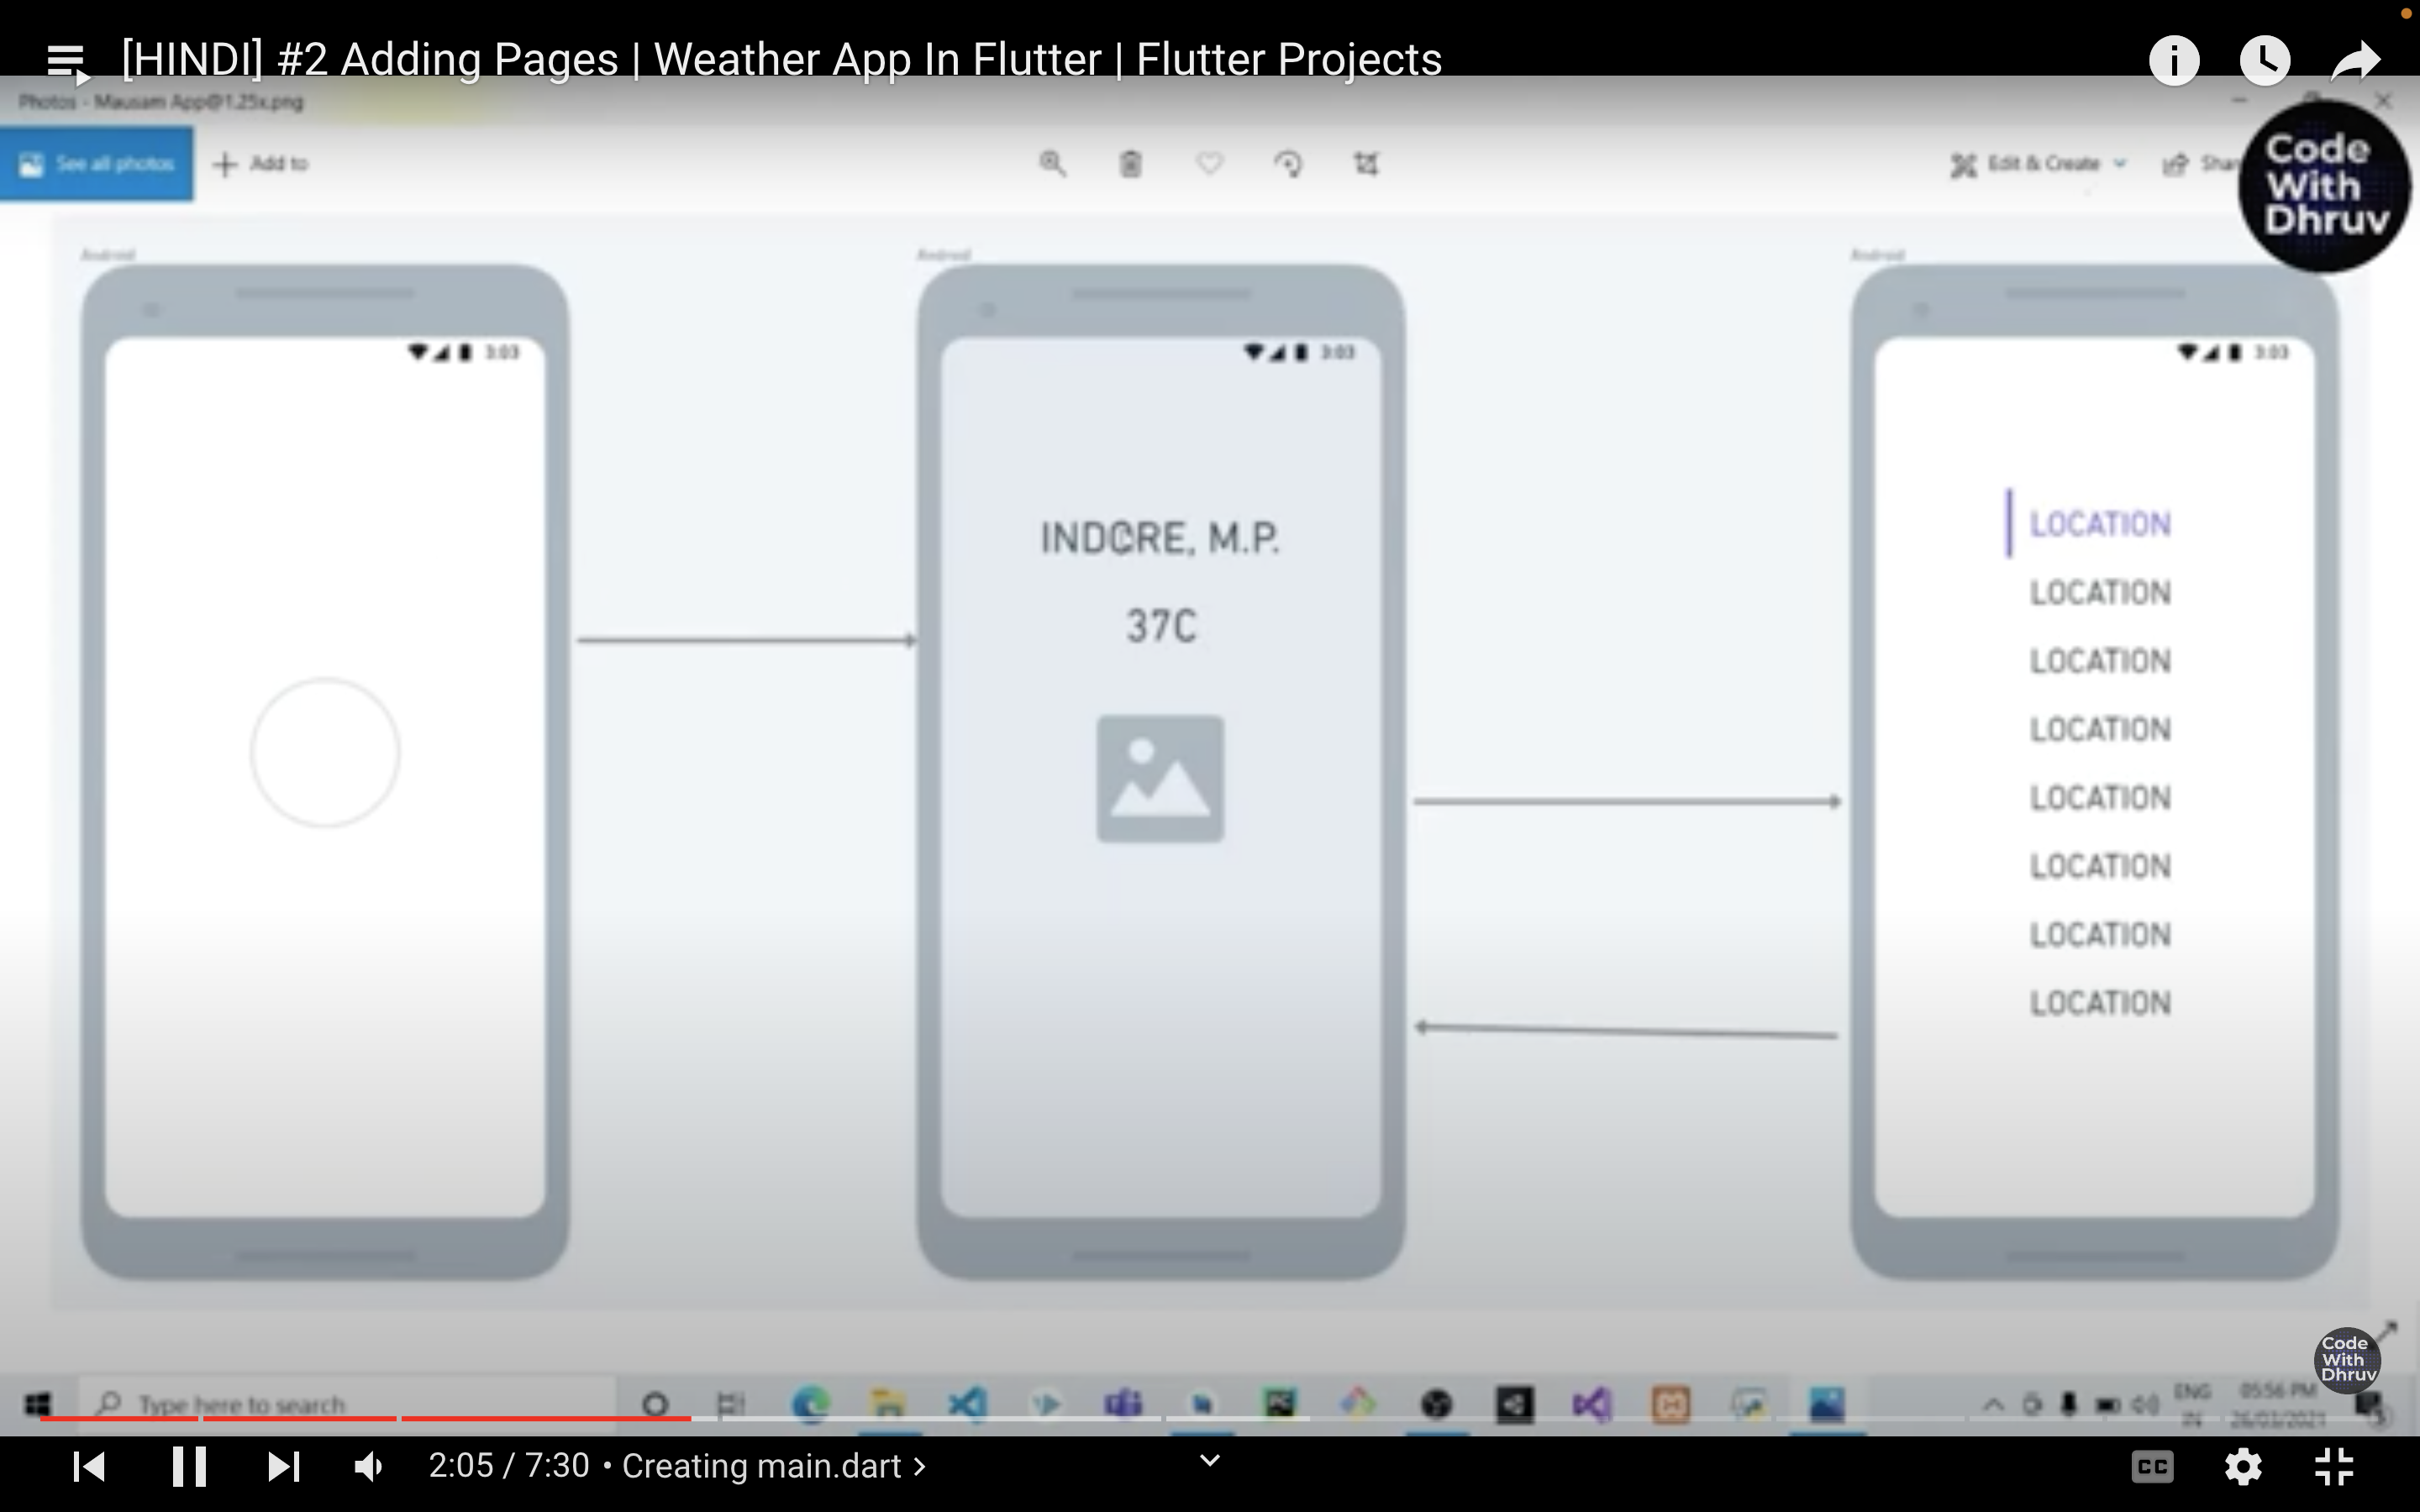 [HINDI] #2 Adding Pages | Weather App In Flutter | Flutter Projects
Photos - Mausam App@1.25x.png
See all photos
Add to
Edit & Create
Shar
Code
With
Dhruv
Android
Android
Android
3:03
3:03
3:03
INDORE, M.P.
37C
LOCATION
LOCATION
LOCATION
LOCATION
LOCATION
LOCATION
LOCATION
LOCATION
Code
With
Dhruv
Type here to search
ENG
IN
05:56 PM
26/03/2021
2:05 / 7:30 • Creating main.dart >
CC